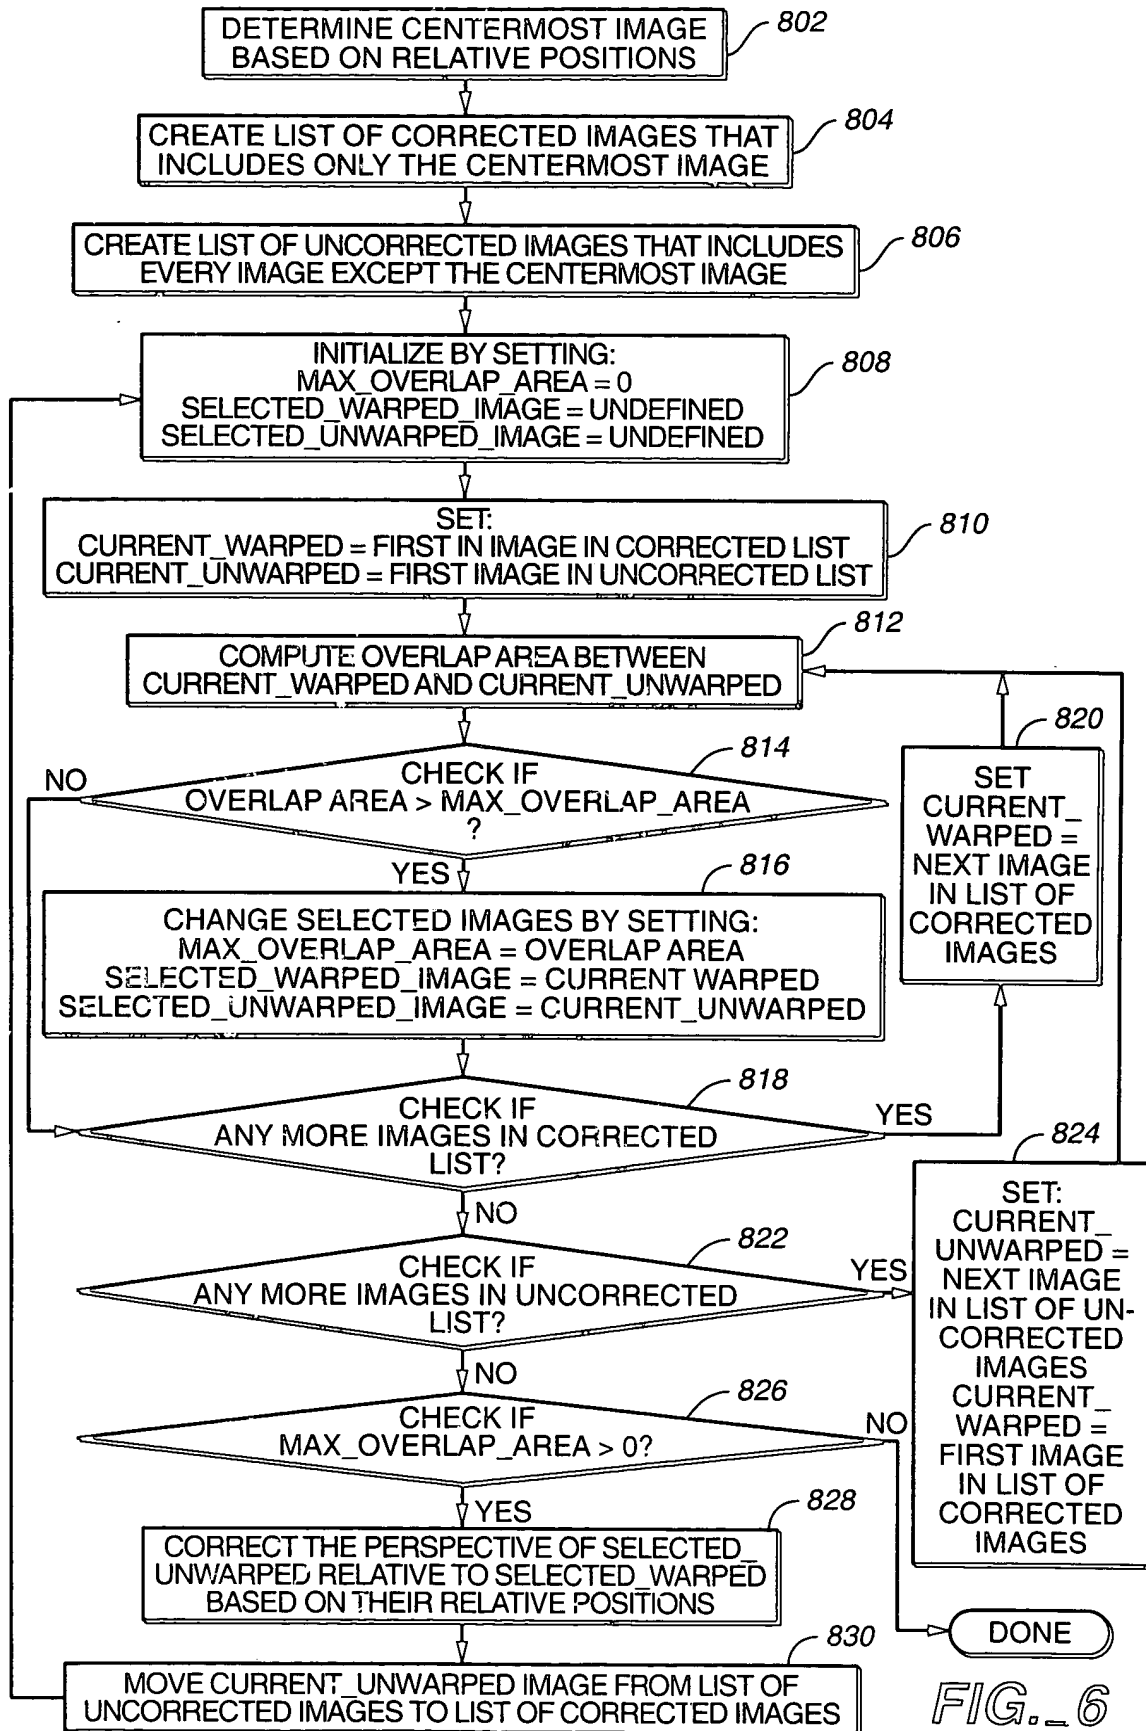 DETERMINE CENTERMOST IMAGE
BASED ON RELATIVE POSITIONS
802
CREATE LIST OF CORRECTED IMAGES THAT
INCLUDES ONLY THE CENTERMOST IMAGE
804
CREATE LIST OF UNCORRECTED IMAGES THAT INCLUDES
EVERY IMAGE EXCEPT THE CENTERMOST IMAGE
806
INITIALIZE BY SETTING:
MAX_OVERLAP_AREA = 0
SELECTED_WARPED_IMAGE = UNDEFINED
SELECTED_UNWARPED_IMAGE = UNDEFINED
808
SET:
CURRENT_WARPED = FIRST IN IMAGE IN CORRECTED LIST
CURRENT_UNWARPED = FIRST IMAGE IN UNCORRECTED LIST
810
COMPUTE OVERLAP AREA BETWEEN
CURRENT_WARPED AND CURRENT_UNWARPED
812
CHECK IF
OVERLAP AREA > MAX_OVERLAP_AREA
?
814
NO
YES
CHANGE SELECTED IMAGES BY SETTING:
MAX_OVERLAP_AREA = OVERLAP AREA
SELECTED_WARPED_IMAGE = CURRENT WARPED
SELECTED_UNWARPED_IMAGE = CURRENT_UNWARPED
816
CHECK IF
ANY MORE IMAGES IN CORRECTED
LIST?
818
YES
NO
SET
CURRENT_
WARPED =
NEXT IMAGE
IN LIST OF
CORRECTED
IMAGES
820
CHECK IF
ANY MORE IMAGES IN UNCORRECTED
LIST?
822
YES
NO
SET:
CURRENT_
UNWARPED =
NEXT IMAGE
IN LIST OF UN-
CORRECTED
IMAGES
CURRENT_
WARPED =
FIRST IMAGE
IN LIST OF
CORRECTED
IMAGES
824
CHECK IF
MAX_OVERLAP_AREA > 0?
826
NO
YES
CORRECT THE PERSPECTIVE OF SELECTED_
UNWARPED RELATIVE TO SELECTED_WARPED
BASED ON THEIR RELATIVE POSITIONS
828
MOVE CURRENT_UNWARPED IMAGE FROM LIST OF
UNCORRECTED IMAGES TO LIST OF CORRECTED IMAGES
830
DONE
FIG._6